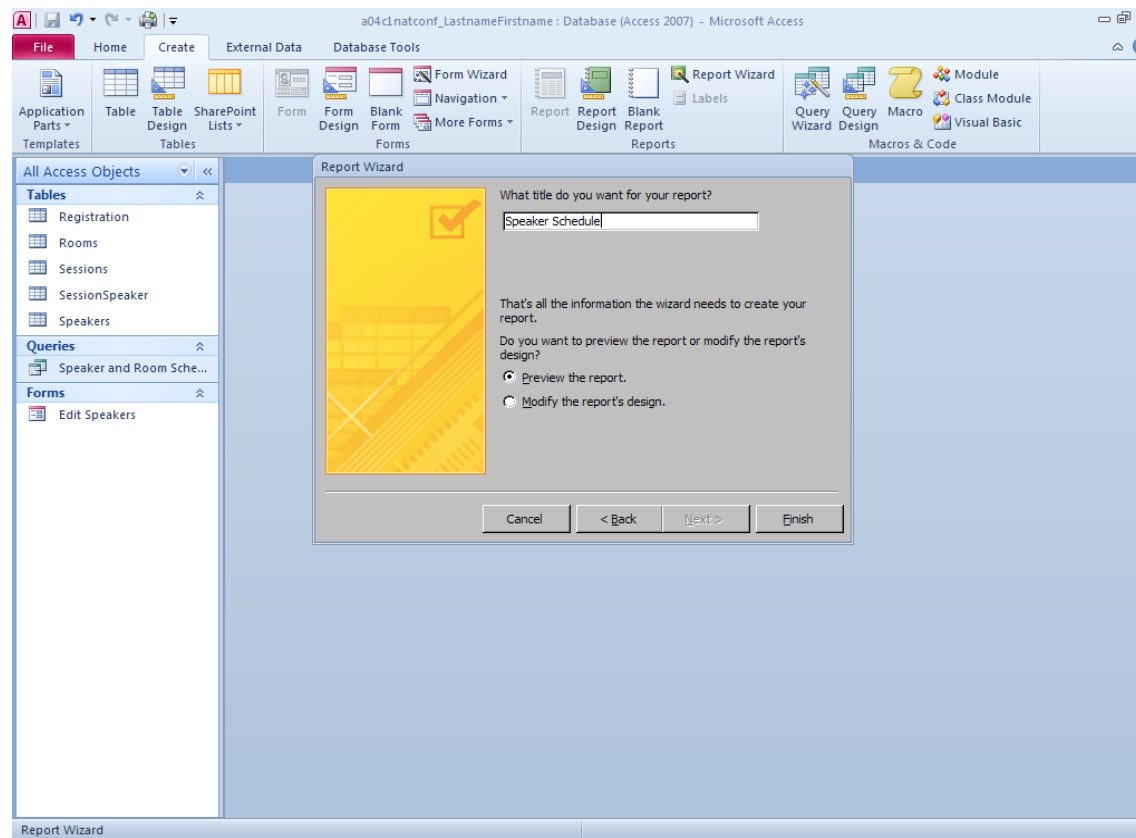 a04c1natconf_LastnameFirstname : Database (Access 2007) - Microsoft Access
File Home Create External Data Database Tools
Application Parts
Table
Table Design
SharePoint Lists
Form
Form Design
Blank Form
Form Wizard
Navigation
More Forms
Report
Report Design
Blank Report
Report Wizard
Labels
Query Wizard
Query Design
Macro
Module
Class Module
Visual Basic
Templates Tables Forms Reports Macros & Code
All Access Objects
Tables
Registration
Rooms
Sessions
SessionSpeaker
Speakers
Queries
Speaker and Room Sche...
Forms
Edit Speakers
Report Wizard
What title do you want for your report?
Speaker Schedule
That's all the information the wizard needs to create your
report.
Do you want to preview the report or modify the report's
design?
Preview the report.
Modify the report's design.
Cancel < Back Next > Finish
Report Wizard